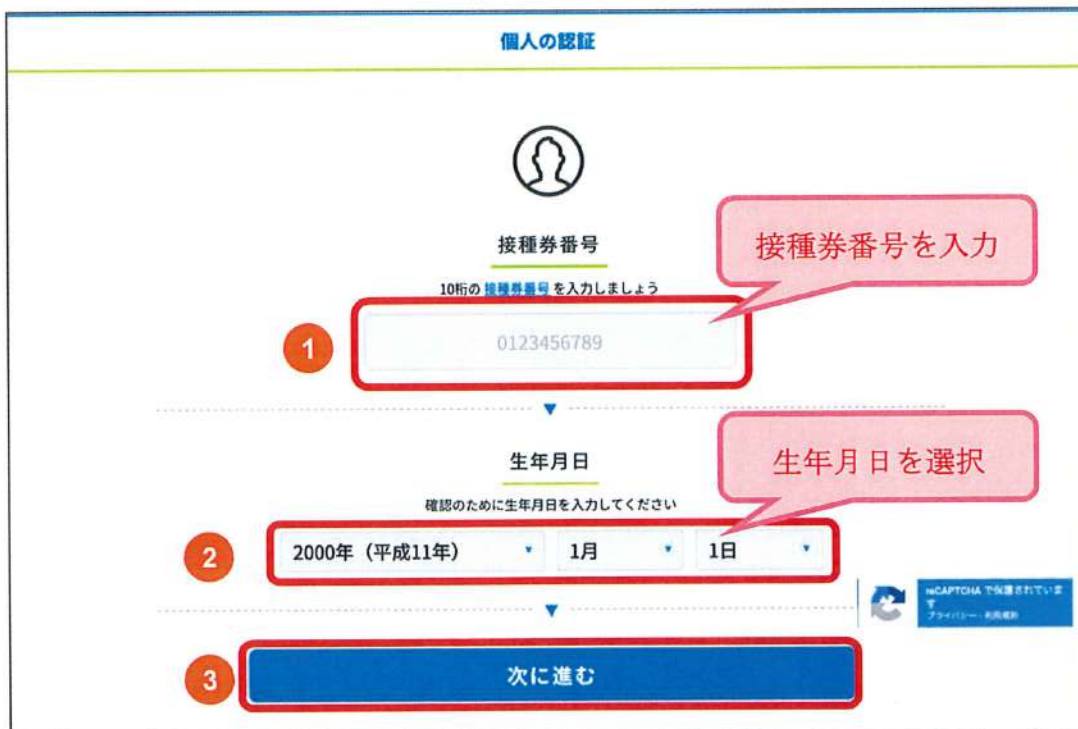 個人の認証
接種券番号
接種券番号を入力
10桁の 接種券番号 を入力しましょう
1
0123456789
▼
生年月日
生年月日を選択
確認のために生年月日を入力してください
2
2000年（平成11年） ▼ 1月 ▼ 1日 ▼
reCAPTCHA で保護されていま
す
プライバシー - 利用規約
▼
3
次に進む